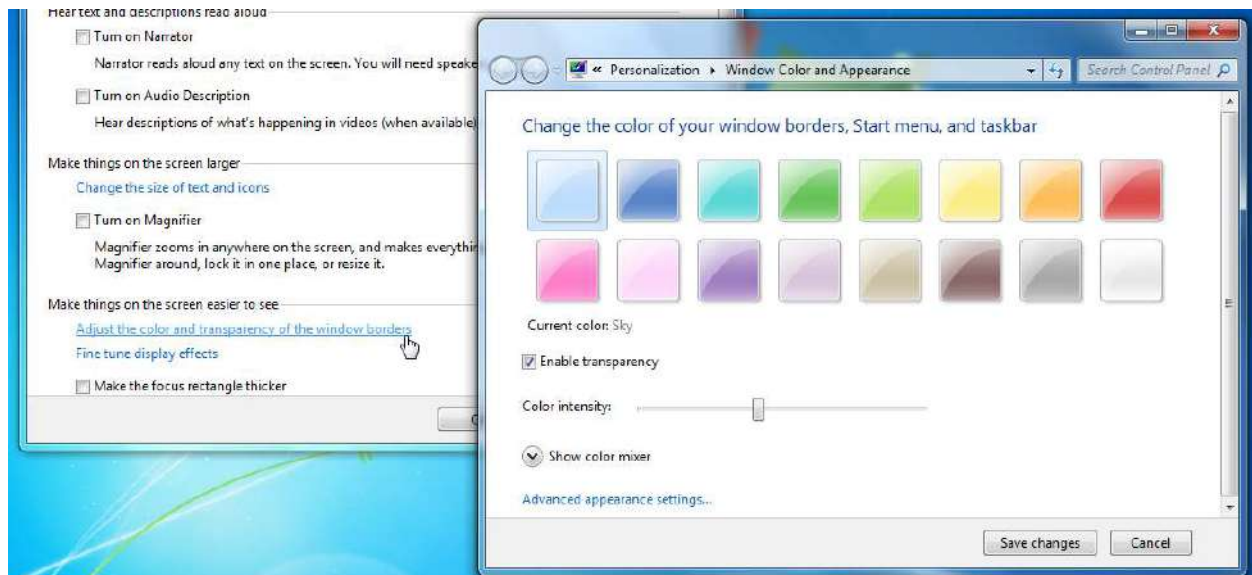 Hear text and descriptions read aloud
Turn on Narrator
Narrator reads aloud any text on the screen. You will need
Turn on Audio Description
Hear descriptions of what's happening in videos (when available)
Make things on the screen larger
Change the size of text and icons
Turn on Magnifier
Magnifier zooms in anywhere on the screen, and makes
Magnifier around, lock it in one place, or resize it.
Make things on the screen easier to see
Adjust the color and transparency of the window borders
Fine tune display effects
Make the focus rectangle thicker
« Personalization Window Color and Appearance
Search Control Panel
Change the color of your window borders, Start menu, and taskbar
Current color: Sky
Enable transparency
Color intensity:
Show color mixer
Advanced appearance settings...
Save changes Cancel